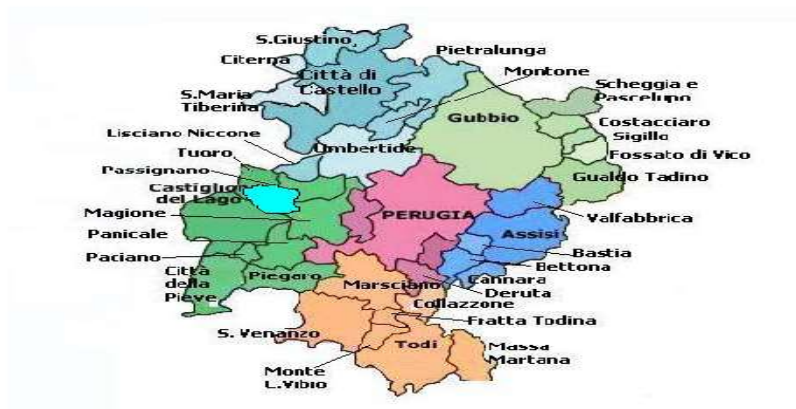 S.Giustino
Pietralunga
Citerna
Città di
Castello
Montone
S.Maria
Tiberina
Scheggia e
Pascelupo
Gubbio
Costacciaro
Lisciano Niccone
Umbertide
Sigillo
Tuoro
Fossato di Vico
Passignano
Gualdo Tadino
Castiglion
del Lago
Magione
PERUGIA
Valfabbrica
Panicale
Assisi
Paciano
Bastia
Bettona
Città
della
Pieve
Piegaro
Marsciano
Cannara
Deruta
Collazzone
Fratta Todina
S. Venanzo
Todi
Massa
Martana
Monte
C.Vibio